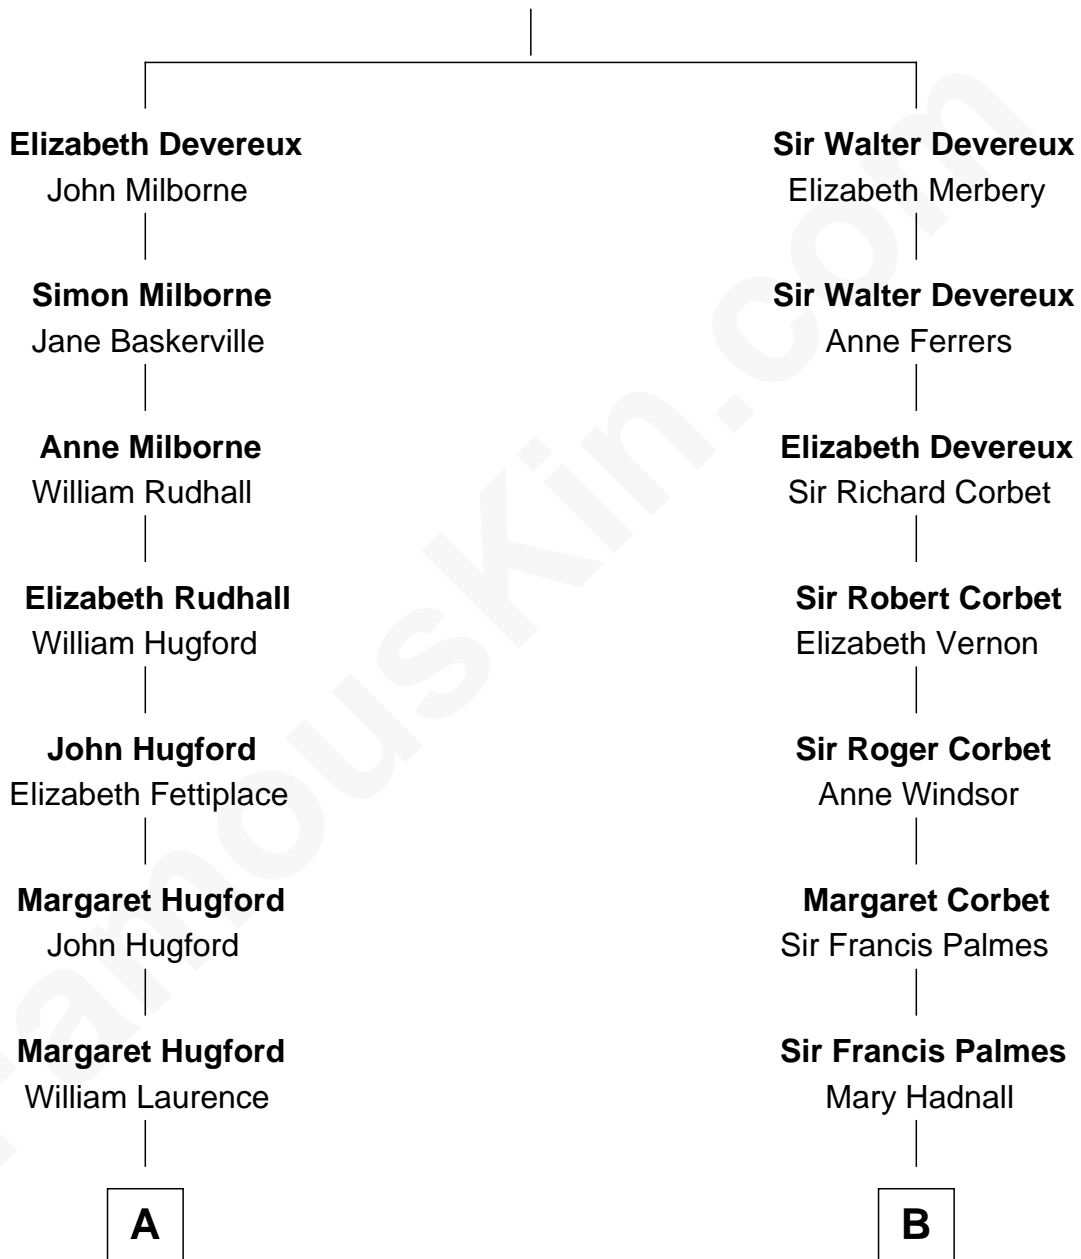 Elizabeth Devereux
John Milborne
Simon Milborne
Jane Baskerville
Anne Milborne
William Rudhall
Elizabeth Rudhall
William Hugford
John Hugford
Elizabeth Fettiplace
Margaret Hugford
John Hugford
Margaret Hugford
William Laurence
A
Sir Walter Devereux
Elizabeth Merbery
Sir Walter Devereux
Anne Ferrers
Elizabeth Devereux
Sir Richard Corbet
Sir Robert Corbet
Elizabeth Vernon
Sir Roger Corbet
Anne Windsor
Margaret Corbet
Sir Francis Palmes
Sir Francis Palmes
Mary Hadnall
B
FamousKin.com